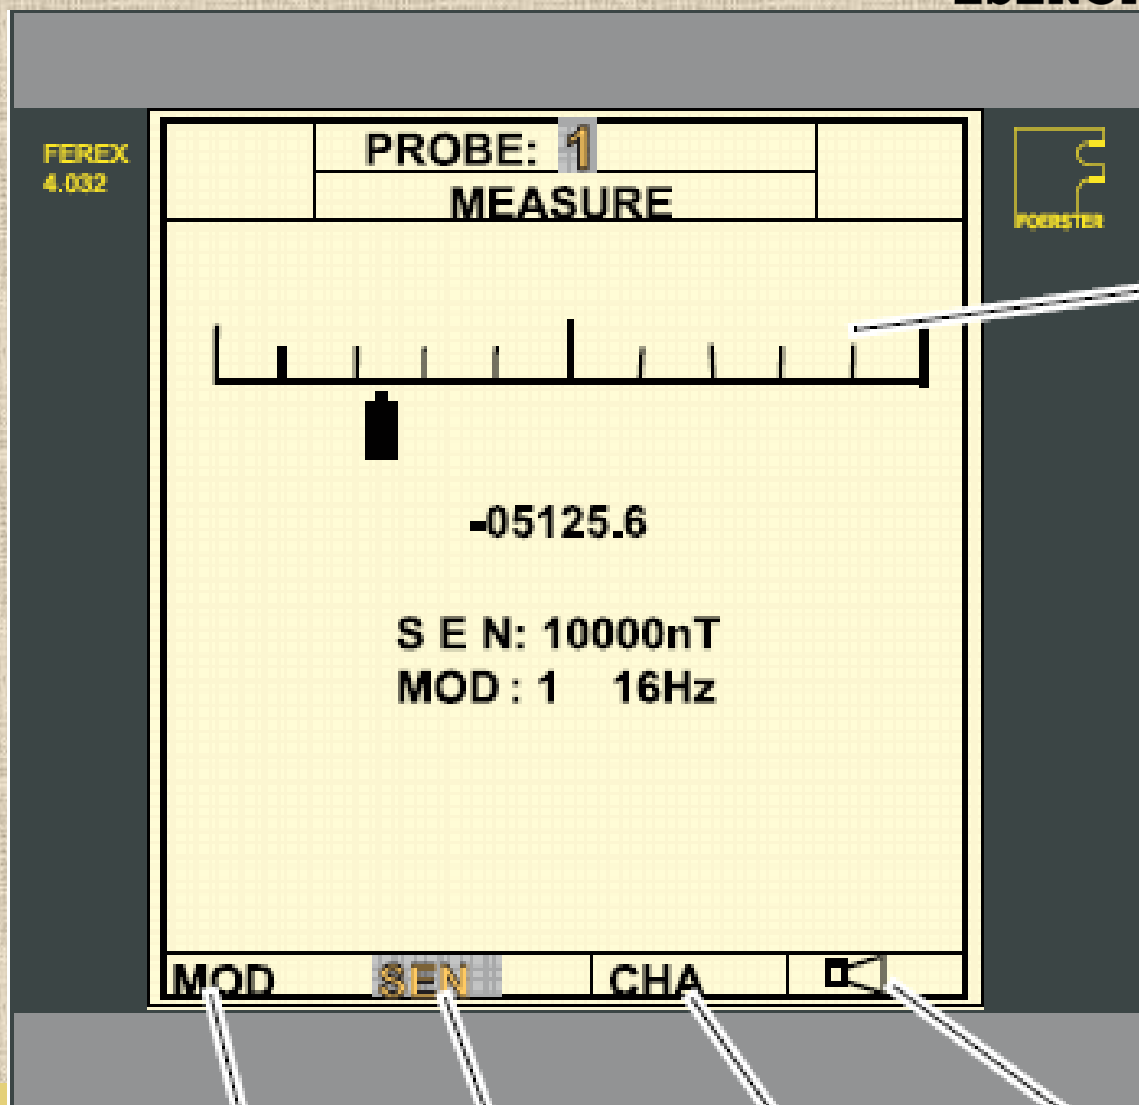 FEREX
4.032
PROBE: 1
MEASURE
FOERSTER
-05125.6
S E N: 10000nT
MOD : 1 16Hz
MOD SEN CHA